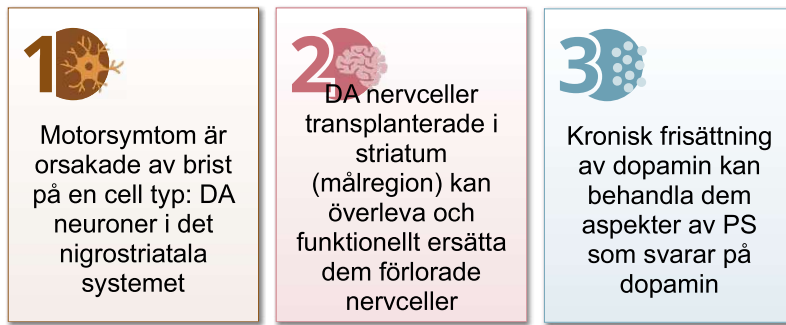 1
Motorsymtom är
orsakade av brist
på en cell typ: DA
neuroner i det
nigrostriatala
systemet
2
DA nervceller
transplanterade i
striatum
(målregion) kan
överleva och
funktionellt ersätta
dem förlorade
nervceller
3
Kronisk frisättning
av dopamin kan
behandla dem
aspekter av PS
som svarar på
dopamin